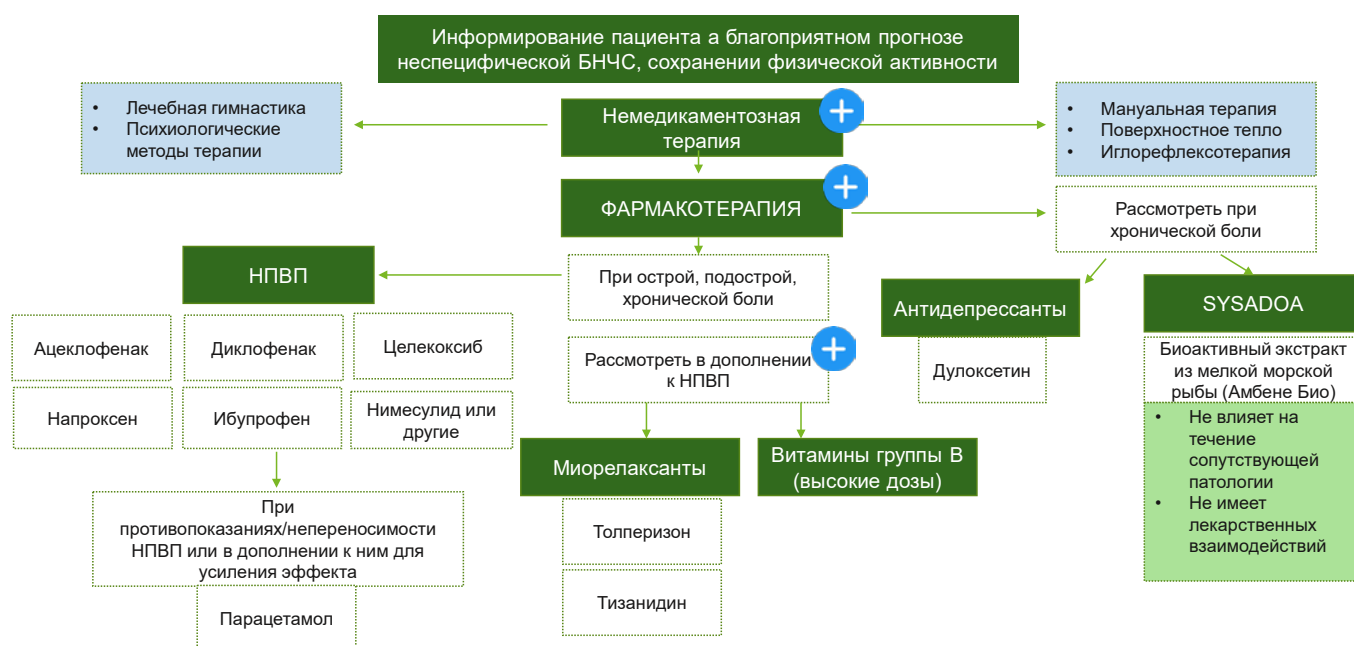 Информирование пациента а благоприятном прогнозе
неспецифической БНЧС, сохранении физической активности
• Лечебная гимнастика
• Психиологические
методы терапии
Немедикаментозная
терапия
• Мануальная терапия
• Поверхностное тепло
• Иглорефлексотерапия
ФАРМАКОТЕРАПИЯ
Рассмотреть при
хронической боли
НПВП
При острой, подострой,
хронической боли
Антидепрессанты
SYSADOA
Ацеклофенак
Диклофенак
Целекоксиб
Рассмотреть в дополнении
к НПВП
Дулоксетин
Биоактивный экстракт
из мелкой морской
рыбы (Амбене Био)
Напроксен
Ибупрофен
Нимесулид или
другие
• Не влияет на
течение
сопутствующей
патологии
• Не имеет
лекарственных
взаимодействий
Миорелаксанты
Витамины группы В
(высокие дозы)
При
противопоказаниях/непереносимости
НПВП или в дополнении к ним для
усиления эффекта
Толперизон
Тизанидин
Парацетамол